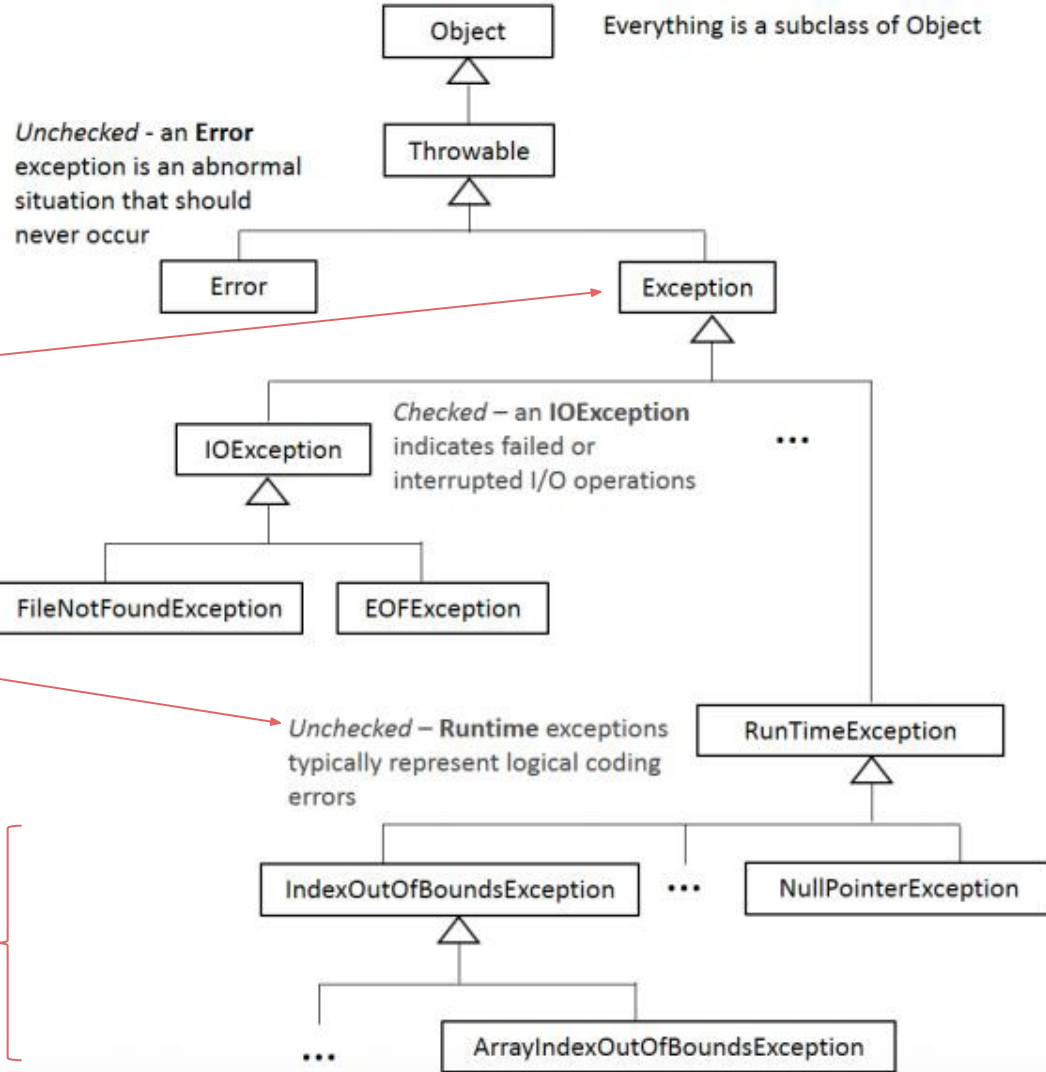 Object
Everything is a subclass of Object
Unchecked - an Error
exception is an abnormal
situation that should
never occur
Throwable
Error
Exception
Checked – an IOException
indicates failed or
interrupted I/O operations
...
IOException
FileNotFoundException
EOFException
Unchecked – Runtime exceptions
typically represent logical coding
errors
RunTimeException
IndexOutOfBoundsException
...
NullPointerException
...
ArrayIndexOutOfBoundsException